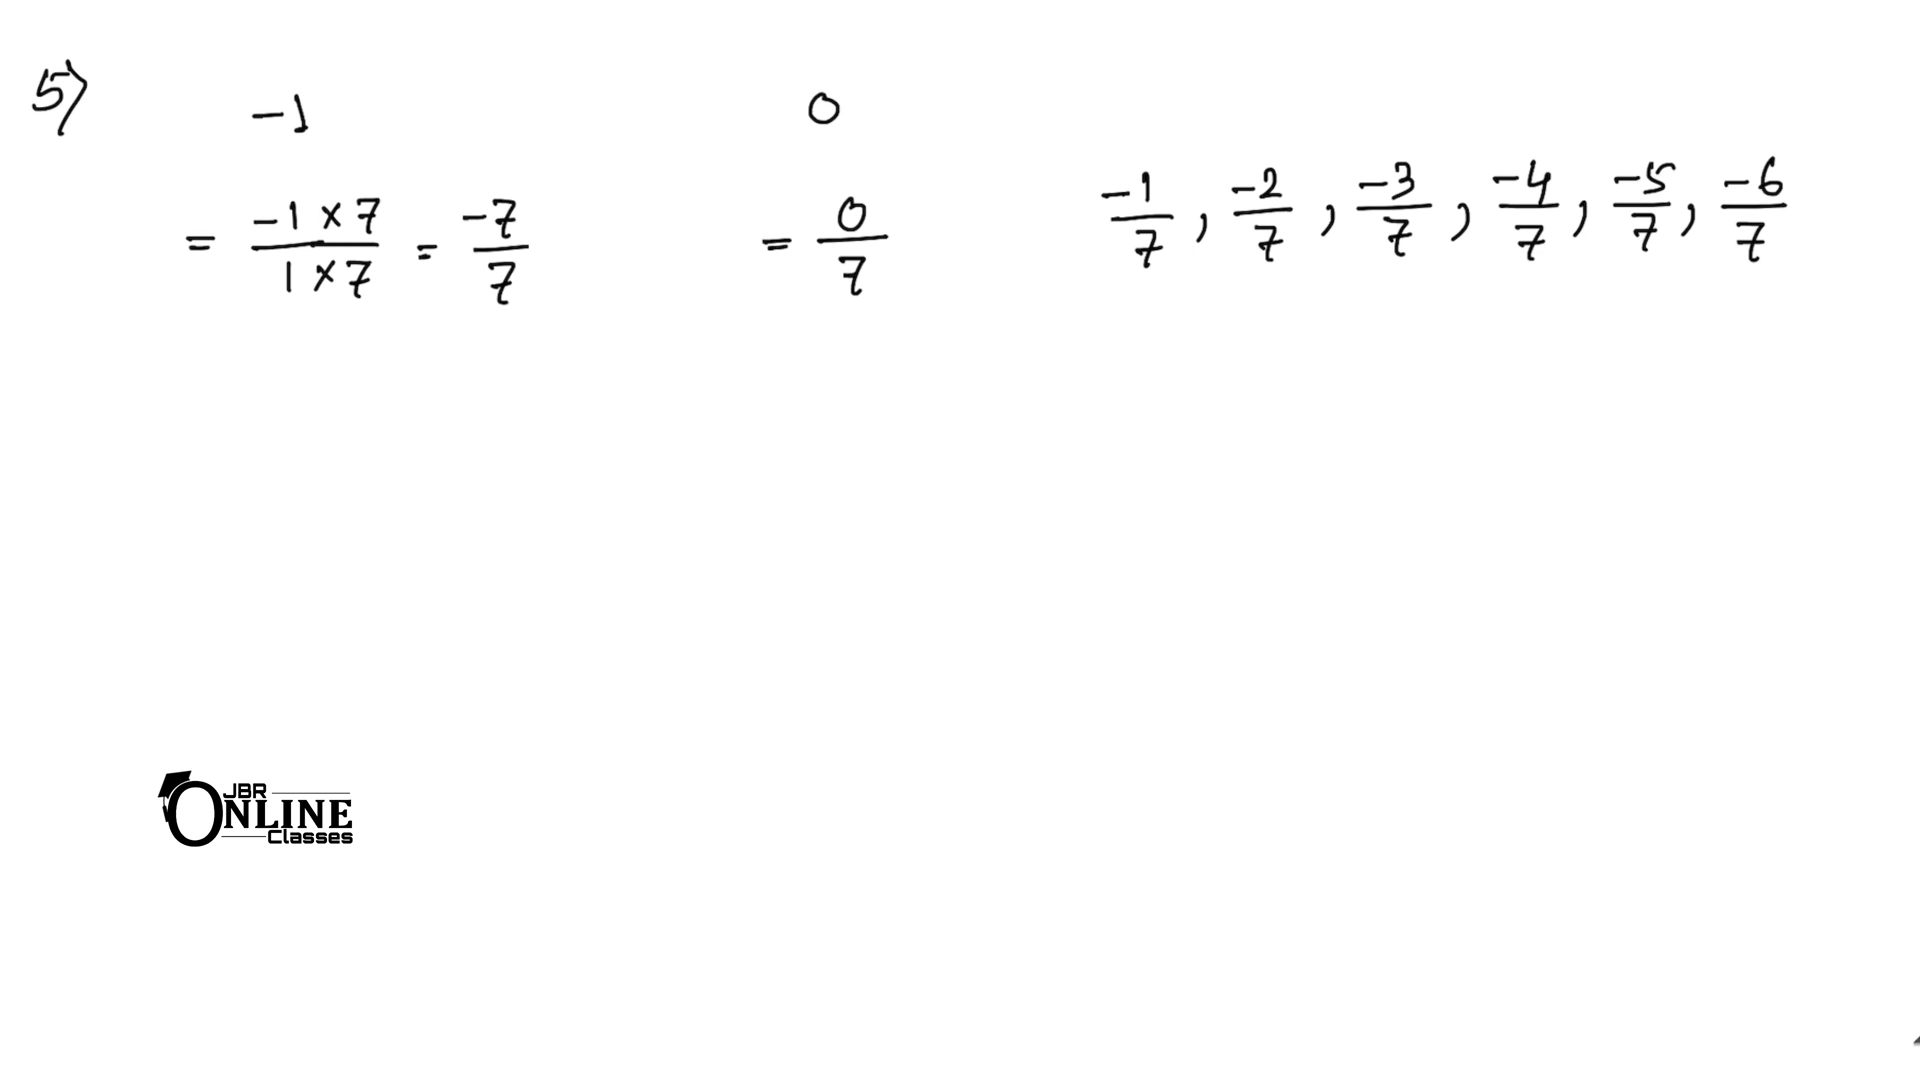 5)
-1 0
= -1 × 7 / 1 × 7 = -7/7 = 0/7 -1/7 , -2/7 , -3/7 , -4/7 , -5/7 , -6/7
JBR
ONLINE
Classes